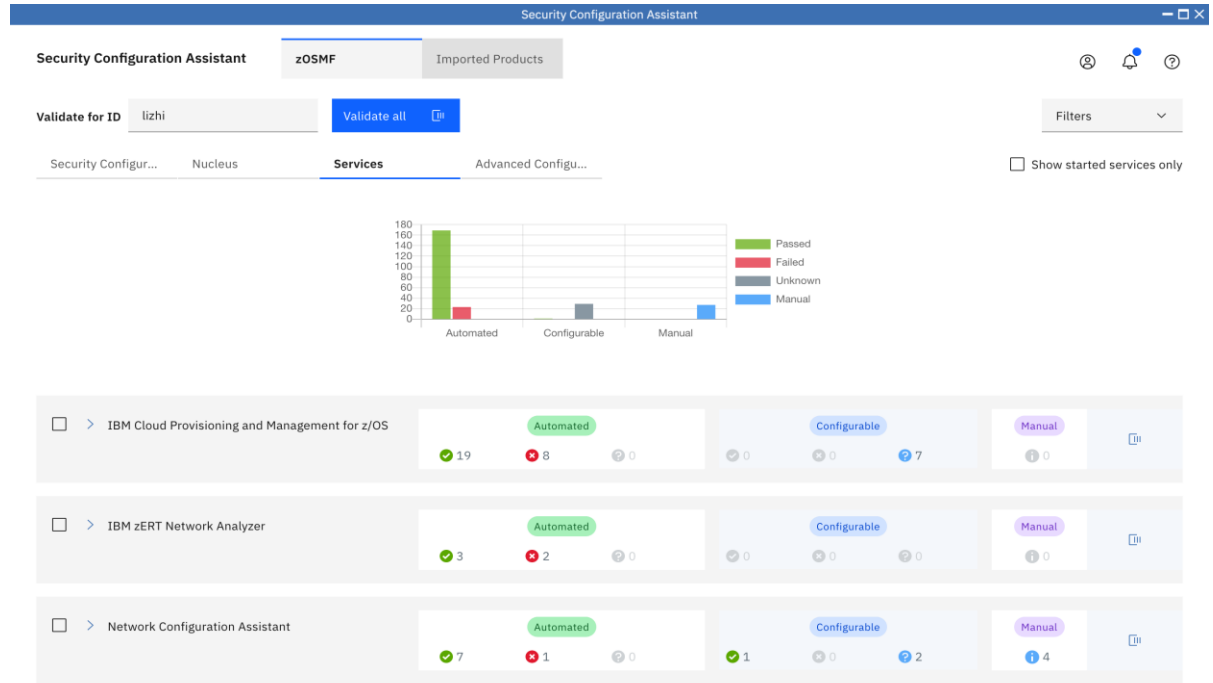 Security Configuration Assistant
Security Configuration Assistant zOSMF Imported Products
Validate for ID lizhi Validate all Filters
Security Configur... Nucleus Services Advanced Configu... Show started services only
180
160
140
120
100
80
60
40
20
0
Automated Configurable Manual
Passed
Failed
Unknown
Manual
IBM Cloud Provisioning and Management for z/OS Automated Configurable Manual
19 8 0 0 0 7 0
IBM zERT Network Analyzer Automated Configurable Manual
3 2 0 0 0 0 0
Network Configuration Assistant Automated Configurable Manual
7 1 0 1 0 2 4